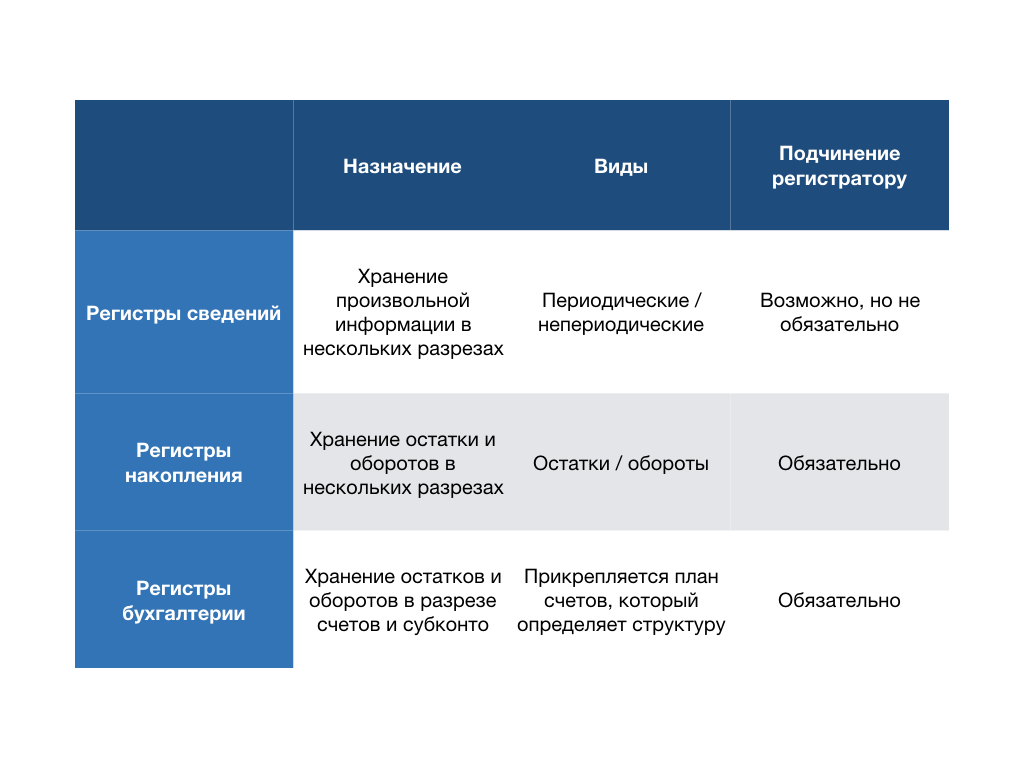 Назначение
Виды
Подчинение
регистратору
Регистры сведений
Хранение
произвольной
информации в
нескольких разрезах
Периодические /
непериодические
Возможно, но не
обязательно
Регистры
накопления
Хранение остатки и
оборотов в
нескольких разрезах
Остатки / обороты
Обязательно
Регистры
бухгалтерии
Хранение остатков и
оборотов в разрезе
счетов и субконто
Прикрепляется план
счетов, который
определяет структуру
Обязательно